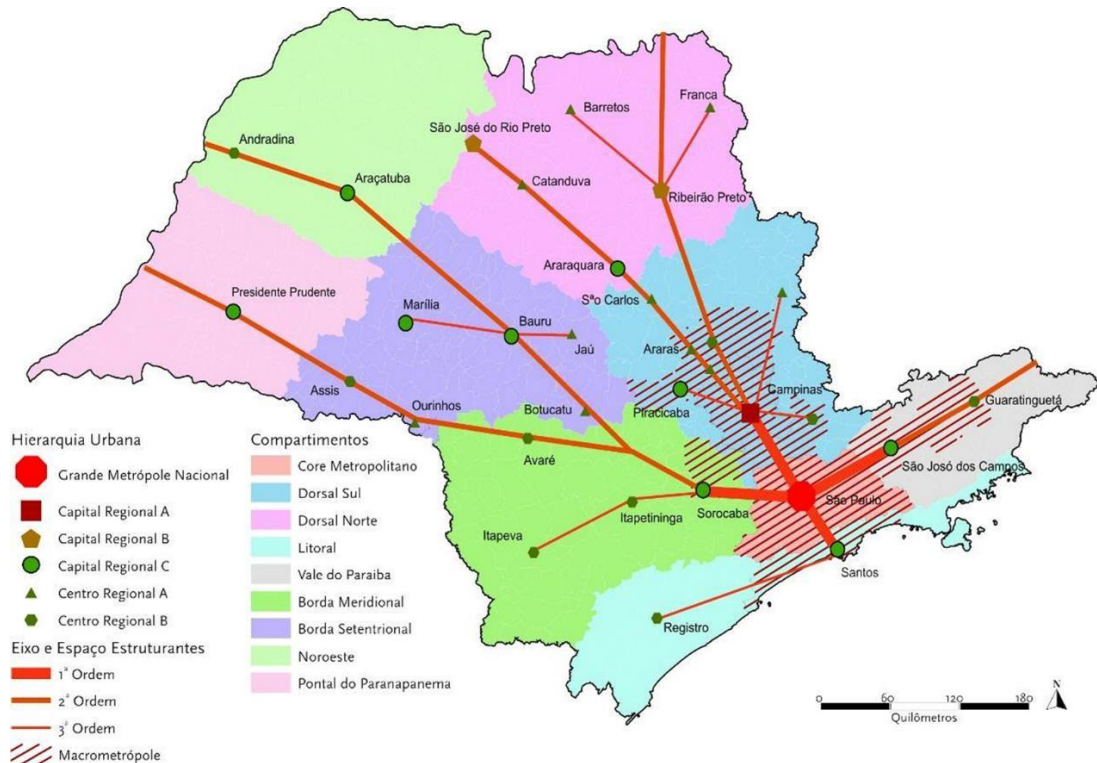 Barretos
Franca
São José do Rio Preto
Andradina
Catanduva
Araçatuba
Ribeirão Preto
Araraquara
Presidente Prudente
Marília
Sªo Carlos
Bauru
Jaú
Araras
Assis
Campinas
Piracicaba
Guaratinguetá
Ourinhos
Botucatu
Avaré
São Josó dos Campos
São Paulo
Sorocaba
Itapetininga
Itapeva
Santos
Registro
Hierarquia Urbana
Grande Metrópole Nacional
Capital Regional A
Capital Regional B
Capital Regional C
Centro Regional A
Centro Regional B
Eixo e Espaço Estruturantes
1ª Ordem
2ª Ordem
3ª Ordem
Macrometrópole
Compartimentos
Core Metropolitano
Dorsal Sul
Dorsal Norte
Litoral
Vale do Paraiba
Borda Meridional
Borda Setentrional
Noroeste
Pontal do Paranapanema
N
0 60 120 180
Quilômetros